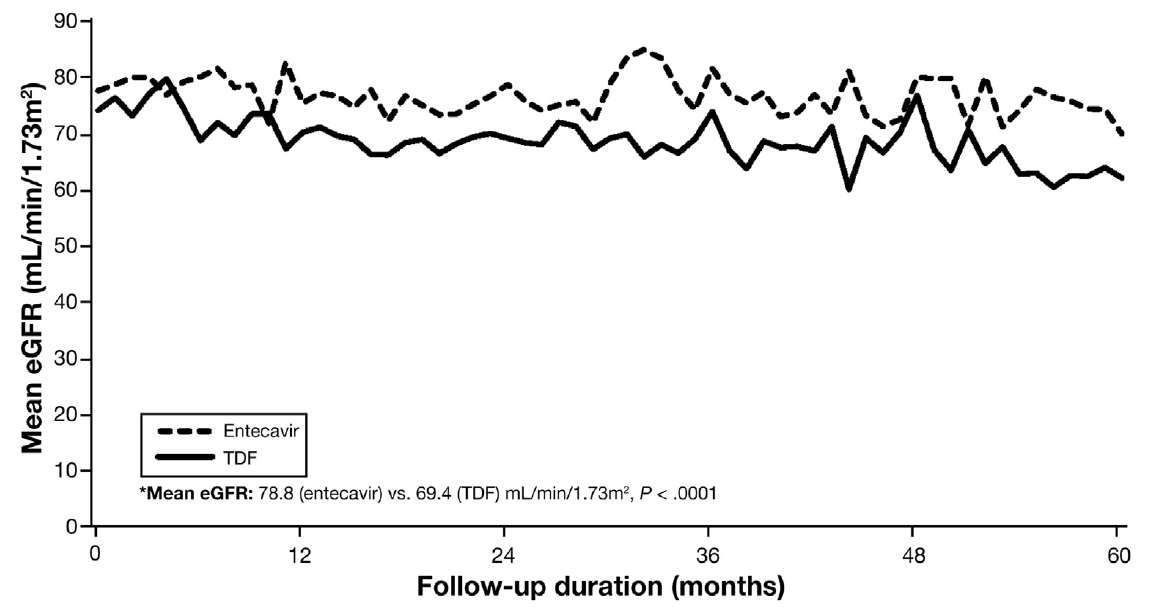 Mean eGFR (mL/min/1.73m²)
90
80
70
60
50
40
30
20
10
0
Entecavir
TDF
*Mean eGFR: 78.8 (entecavir) vs. 69.4 (TDF) mL/min/1.73m², P < .0001
0 12 24 36 48 60
Follow-up duration (months)